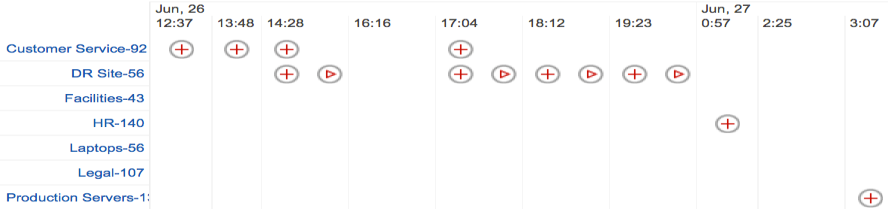 Jun, 26 Jun, 27
12:37 13:48 14:28 16:16 17:04 18:12 19:23 0:57 2:25 3:07
Customer Service-92
DR Site-56
Facilities-43
HR-140
Laptops-56
Legal-107
Production Servers-1